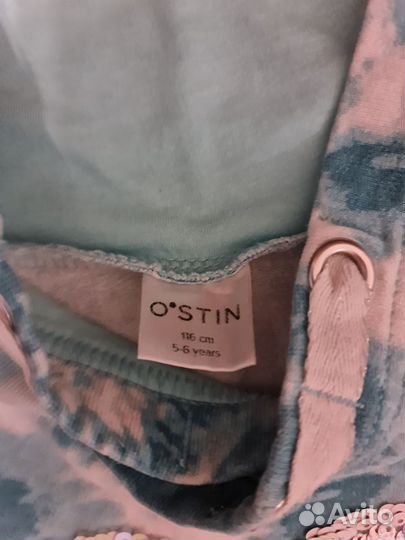 O'STIN
116 cm
5-6 years
Avito